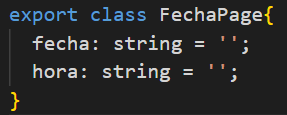 export class FechaPage{
  fecha: string = '';
  hora: string = '';
}